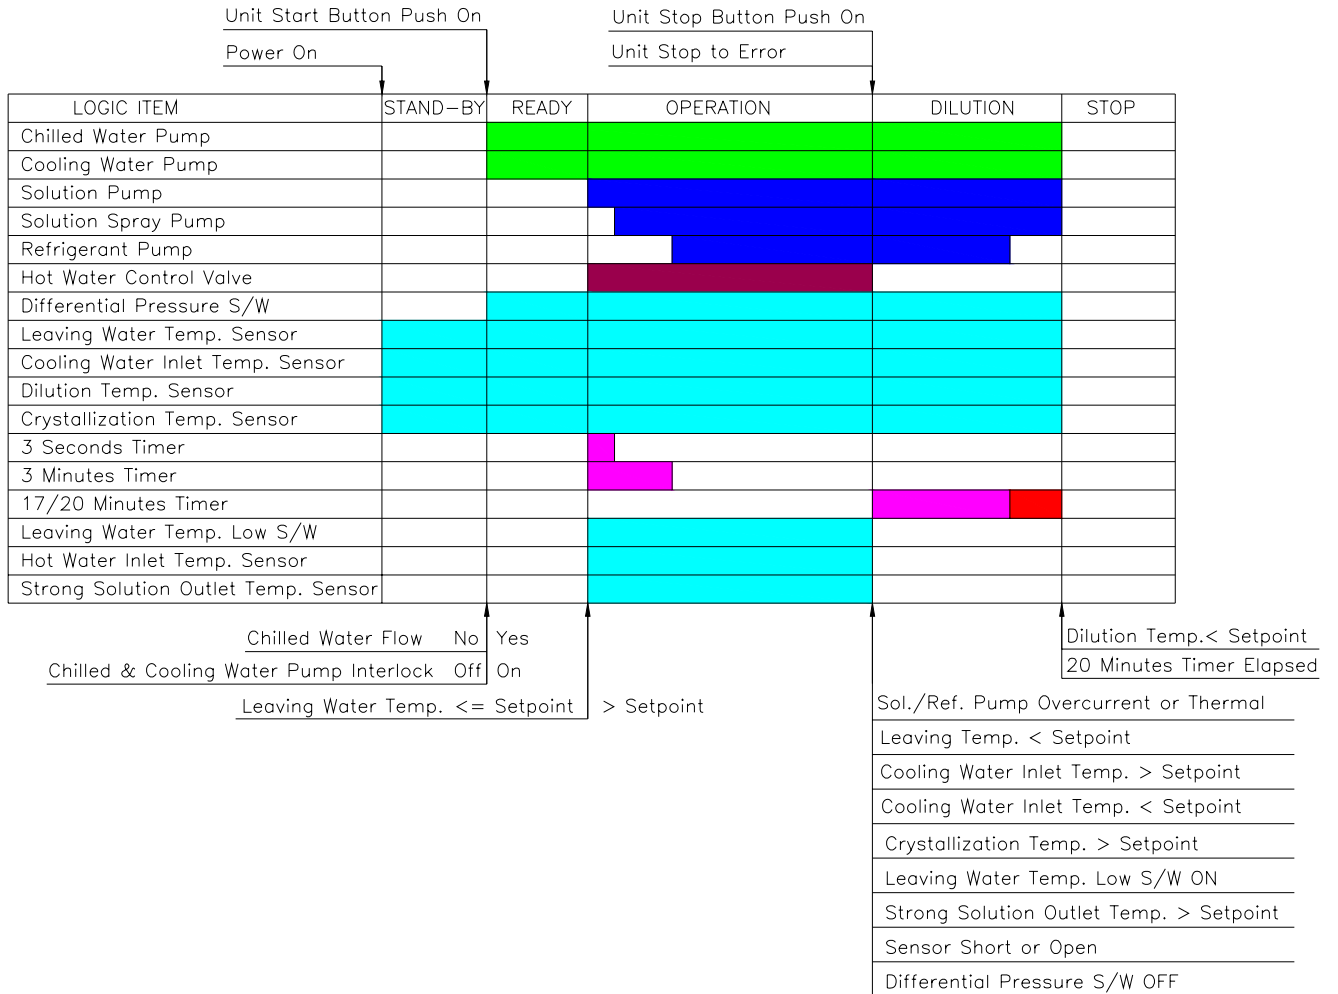 Unit Start Button Push On
Unit Stop Button Push On
Power On
Unit Stop to Error
LOGIC ITEM STAND-BY READY OPERATION DILUTION STOP
Chilled Water Pump
Cooling Water Pump
Solution Pump
Solution Spray Pump
Refrigerant Pump
Hot Water Control Valve
Differential Pressure S/W
Leaving Water Temp. Sensor
Cooling Water Inlet Temp. Sensor
Dilution Temp. Sensor
Crystallization Temp. Sensor
3 Seconds Timer
3 Minutes Timer
17/20 Minutes Timer
Leaving Water Temp. Low S/W
Hot Water Inlet Temp. Sensor
Strong Solution Outlet Temp. Sensor
Chilled Water Flow No Yes
Chilled & Cooling Water Pump Interlock Off On
Leaving Water Temp. <= Setpoint > Setpoint
Dilution Temp.< Setpoint
20 Minutes Timer Elapsed
Sol./Ref. Pump Overcurrent or Thermal
Leaving Temp. < Setpoint
Cooling Water Inlet Temp. > Setpoint
Cooling Water Inlet Temp. < Setpoint
Crystallization Temp. > Setpoint
Leaving Water Temp. Low S/W ON
Strong Solution Outlet Temp. > Setpoint
Sensor Short or Open
Differential Pressure S/W OFF